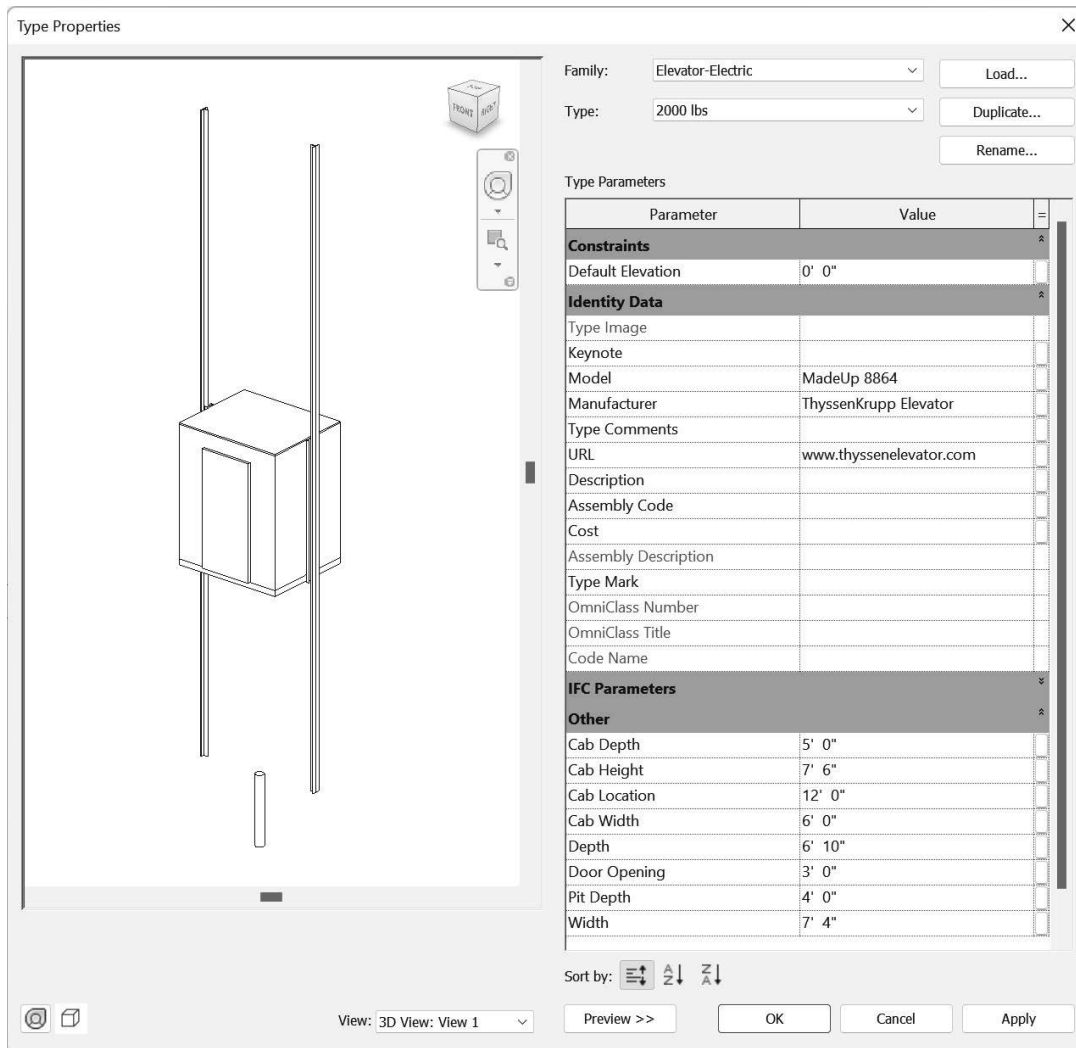 Type Properties
FRONT RIGHT
Family: Elevator-Electric Load...
Type: 2000 lbs Duplicate...
Rename...
Type Parameters
Parameter Value =
Constraints
Default Elevation 0' 0"
Identity Data
Type Image
Keynote
Model MadeUp 8864
Manufacturer ThyssenKrupp Elevator
Type Comments
URL www.thyssenelevator.com
Description
Assembly Code
Cost
Assembly Description
Type Mark
OmniClass Number
OmniClass Title
Code Name
IFC Parameters
Other
Cab Depth 5' 0"
Cab Height 7' 6"
Cab Location 12' 0"
Cab Width 6' 0"
Depth 6' 10"
Door Opening 3' 0"
Pit Depth 4' 0"
Width 7' 4"
Sort by: A Z Z A
View: 3D View: View 1 Preview >> OK Cancel Apply